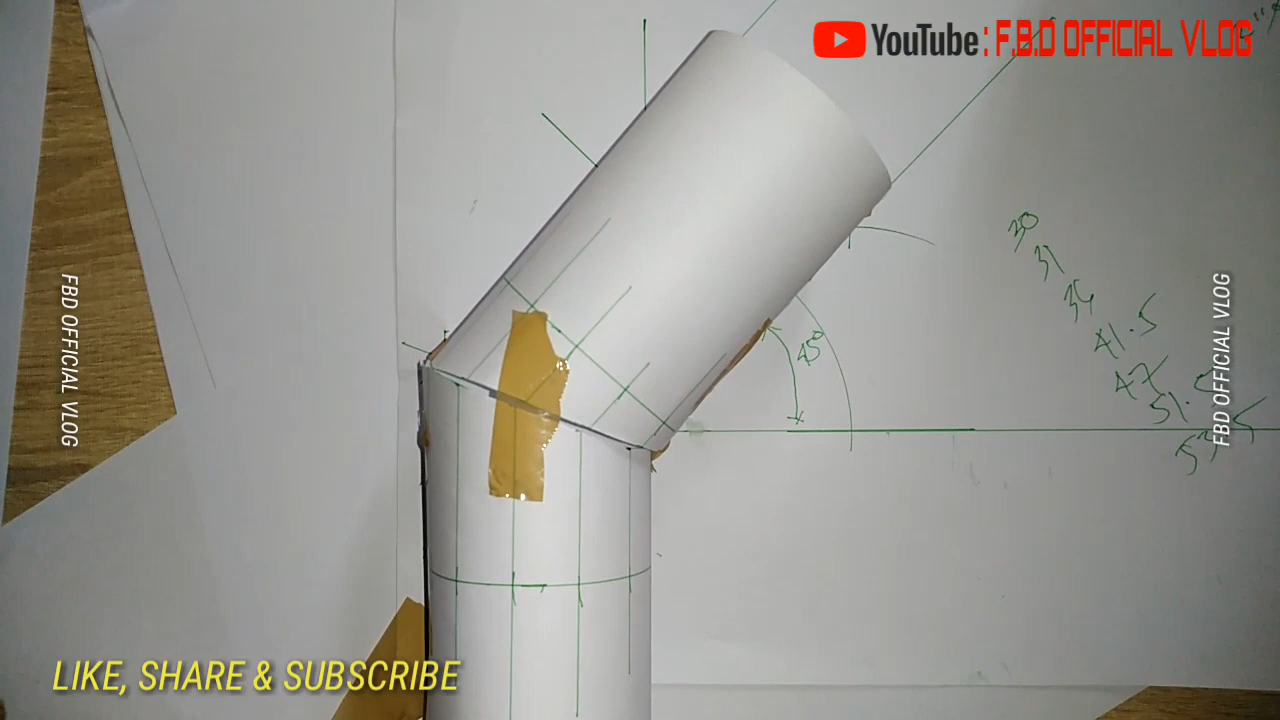 YouTube : F.B.D OFFICIAL VLOG
FBD OFFICIAL VLOG
FBD OFFICIAL VLOG
30
31
34
45°
41.5
47
LIKE, SHARE & SUBSCRIBE